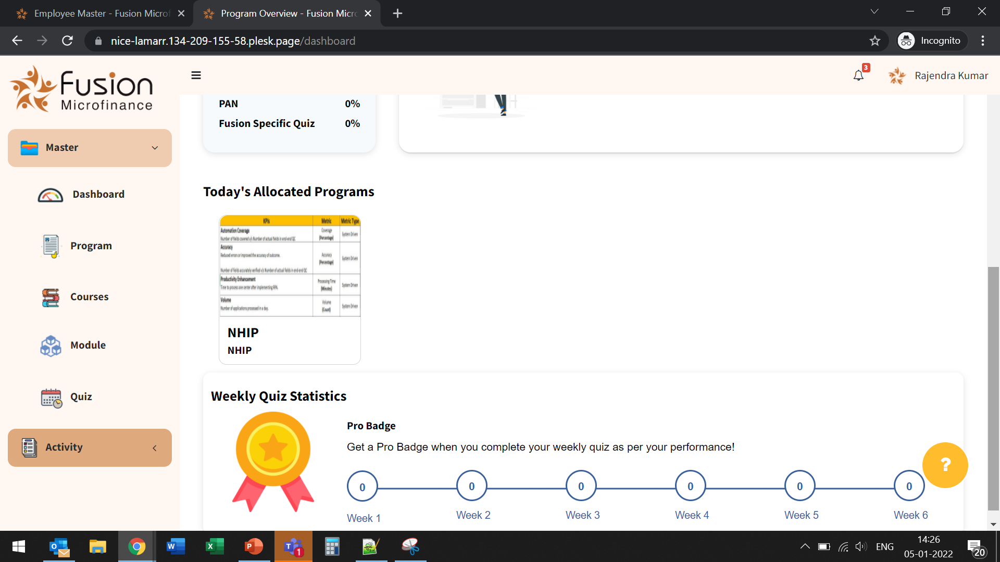 Employee Master - Fusion Microf
Program Overview - Fusion Micro
nice-lamarr.134-209-155-58.plesk.page/dashboard
Incognito
Fusion
Microfinance
3
Rajendra Kumar
Master
Dashboard
Program
Courses
Module
Quiz
Activity
PAN 0%
Fusion Specific Quiz 0%
Today's Allocated Programs
KPIs Metric Metric Type
Automation Coverage
Number of fields covered v/s Number of actual fields in end-end QC
Coverage
(Percentage)
System Driven
Accuracy
Reduced errors or improved the accuracy of outcome.
Number of fields accurately verified v/s Number of actual fields in end-end QC
Accuracy
(Percentage)
System Driven
Productivity Enhancement
Time to process one center after implementing RPA.
Processing Time
(Minutes)
System Driven
Volume
Number of applications processed in a day.
Volume
(Count)
System Driven
NHIP
NHIP
Weekly Quiz Statistics
Pro Badge
Get a Pro Badge when you complete your weekly quiz as per your performance!
0 0 0 0 0 0
Week 1 Week 2 Week 3 Week 4 Week 5 Week 6
?
ENG
14:26
05-01-2022
20
1